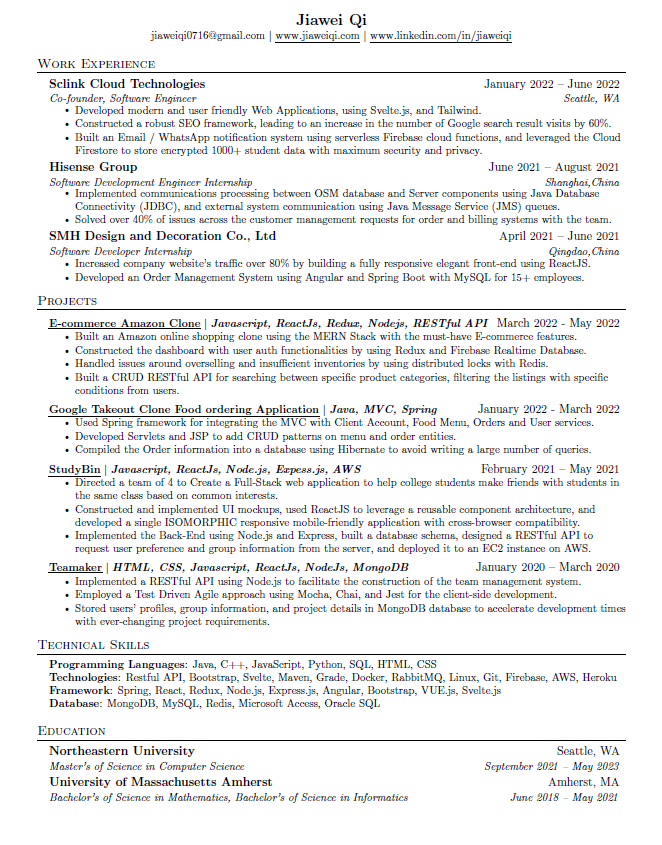 Jiawei Qi
jiaweiqi0716@gmail.com | www.jiaweiqi.com | www.linkedin.com/in/jiaweiqi
Work Experience
Sclink Cloud Technologies January 2022 – June 2022
Co-founder, Software Engineer Seattle, WA
• Developed modern and user friendly Web Applications, using Svelte.js, and Tailwind.
• Constructed a robust SEO framework, leading to an increase in the number of Google search result visits by 60%.
• Built an Email / WhatsApp notification system using serverless Firebase cloud functions, and leveraged the Cloud
Firestore to store encrypted 1000+ student data with maximum security and privacy.
Hisense Group June 2021 – August 2021
Software Development Engineer Internship Shanghai,China
• Implemented communications processing between OSM database and Server components using Java Database
Connectivity (JDBC), and external system communication using Java Message Service (JMS) queues.
• Solved over 40% of issues across the customer management requests for order and billing systems with the team.
SMH Design and Decoration Co., Ltd April 2021 – June 2021
Software Developer Internship Qingdao,China
• Increased company website's traffic over 80% by building a fully responsive elegant front-end using ReactJS.
• Developed an Order Management System using Angular and Spring Boot with MySQL for 15+ employees.
Projects
E-commerce Amazon Clone | Javascript, ReactJs, Redux, Nodejs, RESTful API March 2022 - May 2022
• Built an Amazon online shopping clone using the MERN Stack with the must-have E-commerce features.
• Constructed the dashboard with user auth functionalities by using Redux and Firebase Realtime Database.
• Handled issues around overselling and insufficient inventories by using distributed locks with Redis.
• Built a CRUD RESTful API for searching between specific product categories, filtering the listings with specific
conditions from users.
Google Takeout Clone Food ordering Application | Java, MVC, Spring January 2022 - March 2022
• Used Spring framework for integrating the MVC with Client Account, Food Menu, Orders and User services.
• Developed Servlets and JSP to add CRUD patterns on menu and order entities.
• Compiled the Order information into a database using Hibernate to avoid writing a large number of queries.
StudyBin | Javascript, ReactJs, Node.js, Expcss.js, AWS February 2021 – May 2021
• Directed a team of 4 to Create a Full-Stack web application to help college students make friends with students in
the same class based on common interests.
• Constructed and implemented UI mockups, used ReactJS to leverage a reusable component architecture, and
developed a single ISOMORPHIC responsive mobile-friendly application with cross-browser compatibility.
• Implemented the Back-End using Node.js and Express, built a database schema, designed a RESTful API to
request user preference and group information from the server, and deployed it to an EC2 instance on AWS.
Teamaker | HTML, CSS, Javascript, ReactJs, NodeJs, MongoDB January 2020 – March 2020
• Implemented a RESTful API using Node.js to facilitate the construction of the team management system.
• Employed a Test Driven Agile approach using Mocha, Chai, and Jest for the client-side development.
• Stored users' profiles, group information, and project details in MongoDB database to accelerate development times
with ever-changing project requirements.
Technical Skills
Programming Languages: Java, C++, JavaScript, Python, SQL, HTML, CSS
Technologies: Restful API, Bootstrap, Svelte, Maven, Grade, Docker, RabbitMQ, Linux, Git, Firebase, AWS, Heroku
Framework: Spring, React, Redux, Node.js, Express.js, Angular, Bootstrap, VUE.js, Svelte.js
Database: MongoDB, MySQL, Redis, Microsoft Access, Oracle SQL
Education
Northeastern University Seattle, WA
Master's of Science in Computer Science September 2021 – May 2023
University of Massachusetts Amherst Amherst, MA
Bachelor's of Science in Mathematics, Bachelor's of Science in Informatics June 2018 – May 2021